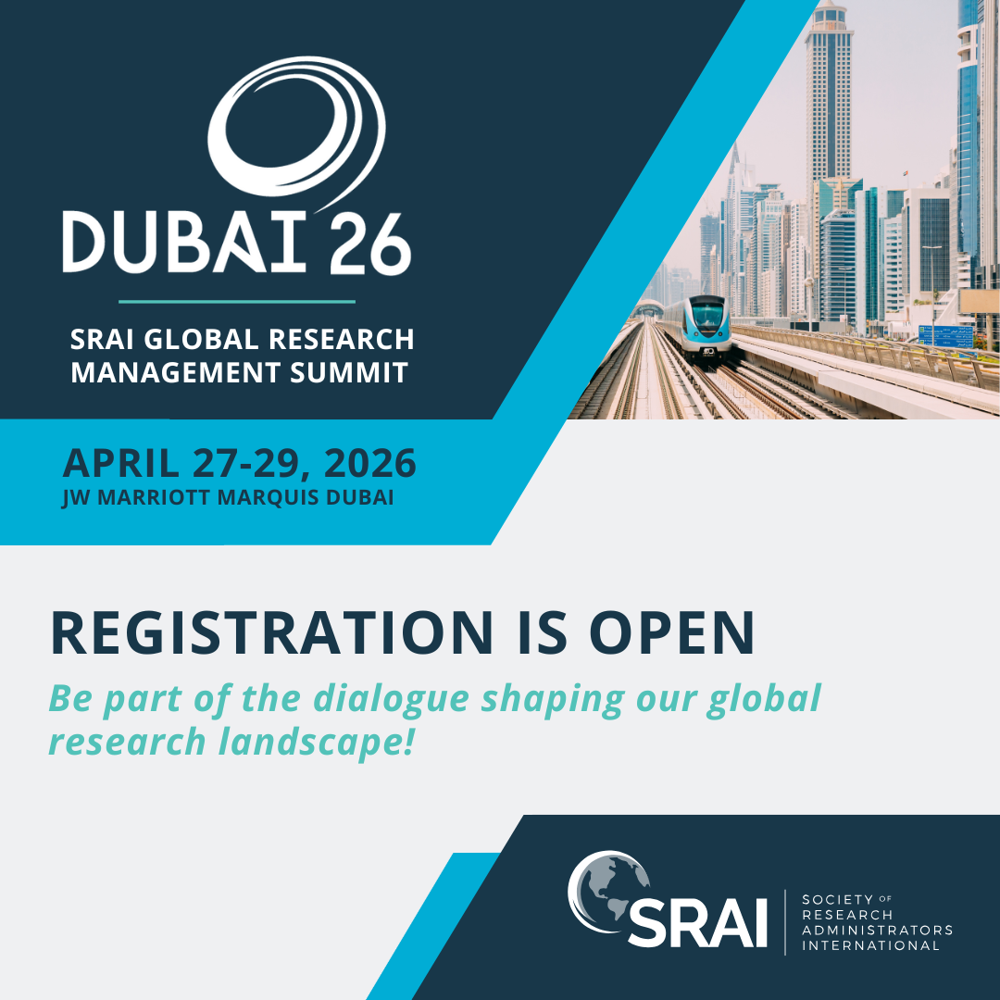 DUBAI 26
SRAI GLOBAL RESEARCH
MANAGEMENT SUMMIT
APRIL 27-29, 2026
JW MARRIOTT MARQUIS DUBAI
REGISTRATION IS OPEN
Be part of the dialogue shaping our global
research landscape!
SRAI
SOCIETY OF
RESEARCH
ADMINISTRATORS
INTERNATIONAL